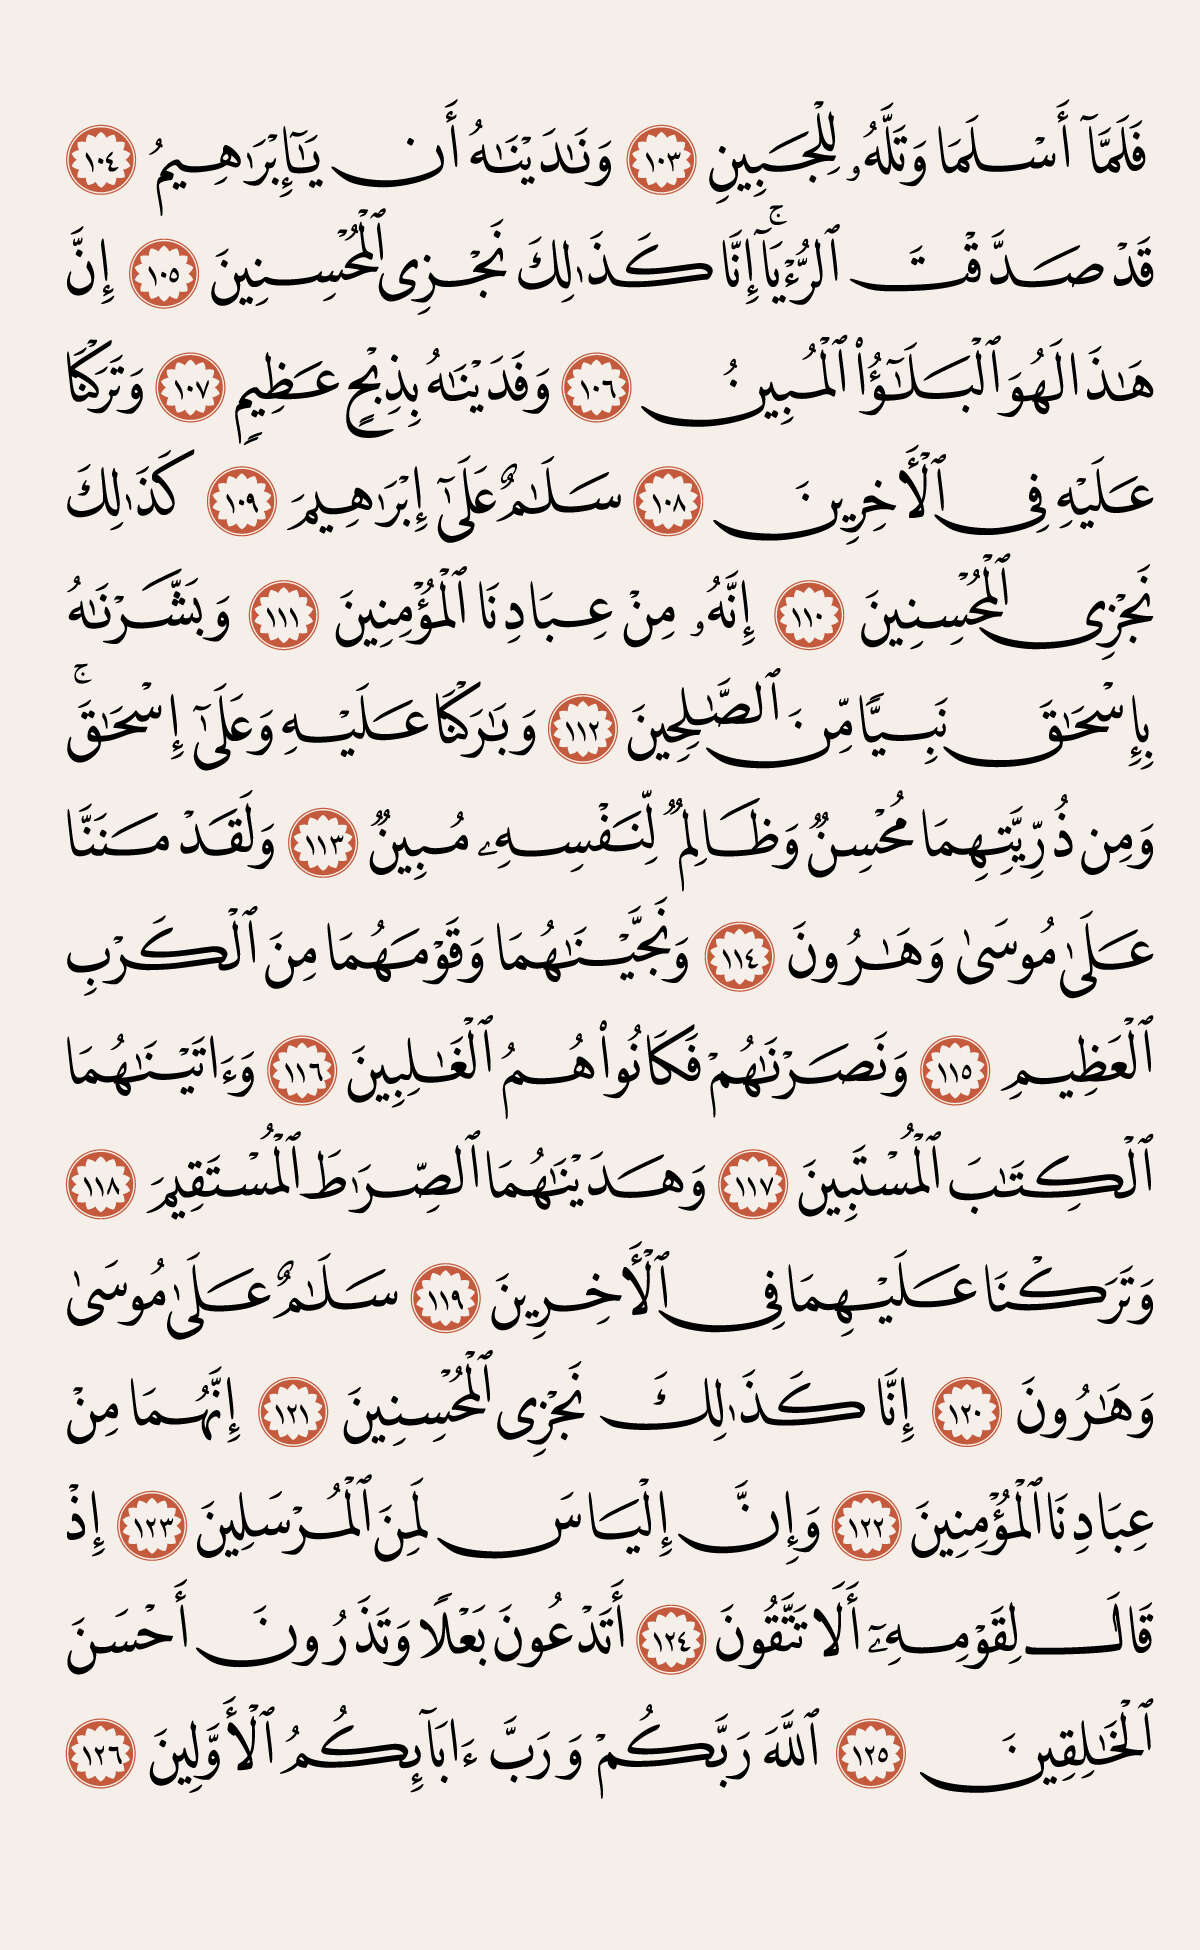 فَلَمَّآ أَسْلَمَا وَتَلَّهُۥ لِلْجَبِينِ ١٠٣ وَنَٰدَيْنَٰهُ أَن يَٰٓإِبْرَٰهِيمُ ١٠٤
قَدْ صَدَّقْتَ ٱلرُّءْيَآ ۚ إِنَّا كَذَٰلِكَ نَجْزِى ٱلْمُحْسِنِينَ ١٠٥ إِنَّ
هَٰذَا لَهُوَ ٱلْبَلَٰٓؤُا۟ ٱلْمُبِينُ ١٠٦ وَفَدَيْنَٰهُ بِذِبْحٍ عَظِيمٍ ١٠٧ وَتَرَكْنَا
عَلَيْهِ فِى ٱلْأَخِرِينَ ١٠٨ سَلَٰمٌ عَلَىٰٓ إِبْرَٰهِيمَ ١٠٩ كَذَٰلِكَ
نَجْزِى ٱلْمُحْسِنِينَ ١١٠ إِنَّهُۥ مِنْ عِبَادِنَا ٱلْمُؤْمِنِينَ ١١١ وَبَشَّرْنَٰهُ
بِإِسْحَٰقَ نَبِيًّا مِّنَ ٱلصَّٰلِحِينَ ١١٢ وَبَٰرَكْنَا عَلَيْهِ وَعَلَىٰٓ إِسْحَٰقَ ۚ
وَمِن ذُرِّيَّتِهِمَا مُحْسِنٌ وَظَالِمٌ لِّنَفْسِهِۦ مُبِينٌ ١١٣ وَلَقَدْ مَنَنَّا
عَلَىٰ مُوسَىٰ وَهَٰرُونَ ١١٤ وَنَجَّيْنَٰهُمَا وَقَوْمَهُمَا مِنَ ٱلْكَرْبِ
ٱلْعَظِيمِ ١١٥ وَنَصَرْنَٰهُمْ فَكَانُوا۟ هُمُ ٱلْغَٰلِبِينَ ١١٦ وَءَاتَيْنَٰهُمَا
ٱلْكِتَٰبَ ٱلْمُسْتَبِينَ ١١٧ وَهَدَيْنَٰهُمَا ٱلصِّرَٰطَ ٱلْمُسْتَقِيمَ ١١٨
وَتَرَكْنَا عَلَيْهِمَا فِى ٱلْأَخِرِينَ ١١٩ سَلَٰمٌ عَلَىٰ مُوسَىٰ
وَهَٰرُونَ ١٢٠ إِنَّا كَذَٰلِكَ نَجْزِى ٱلْمُحْسِنِينَ ١٢١ إِنَّهُمَا مِنْ
عِبَادِنَا ٱلْمُؤْمِنِينَ ١٢٢ وَإِنَّ إِلْيَاسَ لَمِنَ ٱلْمُرْسَلِينَ ١٢٣ إِذْ
قَالَ لِقَوْمِهِۦٓ أَلَا تَتَّقُونَ ١٢٤ أَتَدْعُونَ بَعْلًا وَتَذَرُونَ أَحْسَنَ
ٱلْخَٰلِقِينَ ١٢٥ ٱللَّهَ رَبَّكُمْ وَرَبَّ ءَابَآئِكُمُ ٱلْأَوَّلِينَ ١٢٦